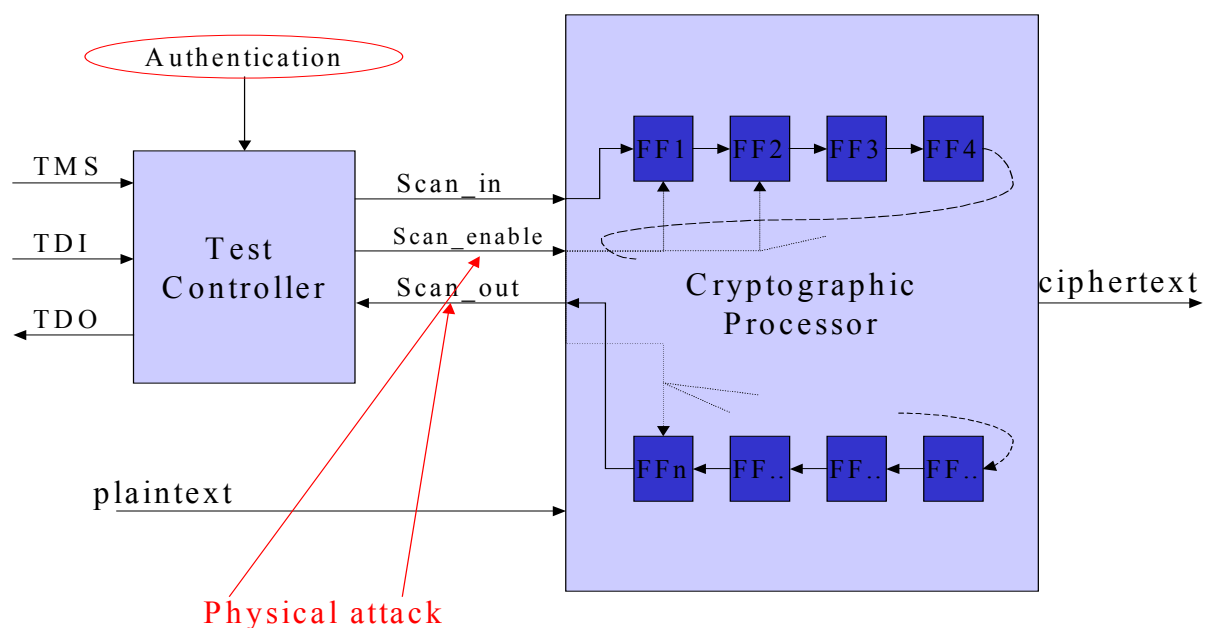 Authentication
TMS
TDI
TDO
Test
Controller
Scan_in
Scan_enable
Scan_out
FF1
FF2
FF3
FF4
Cryptographic
Processor
FFn
FF..
FF..
FF..
plaintext
ciphertext
Physical attack